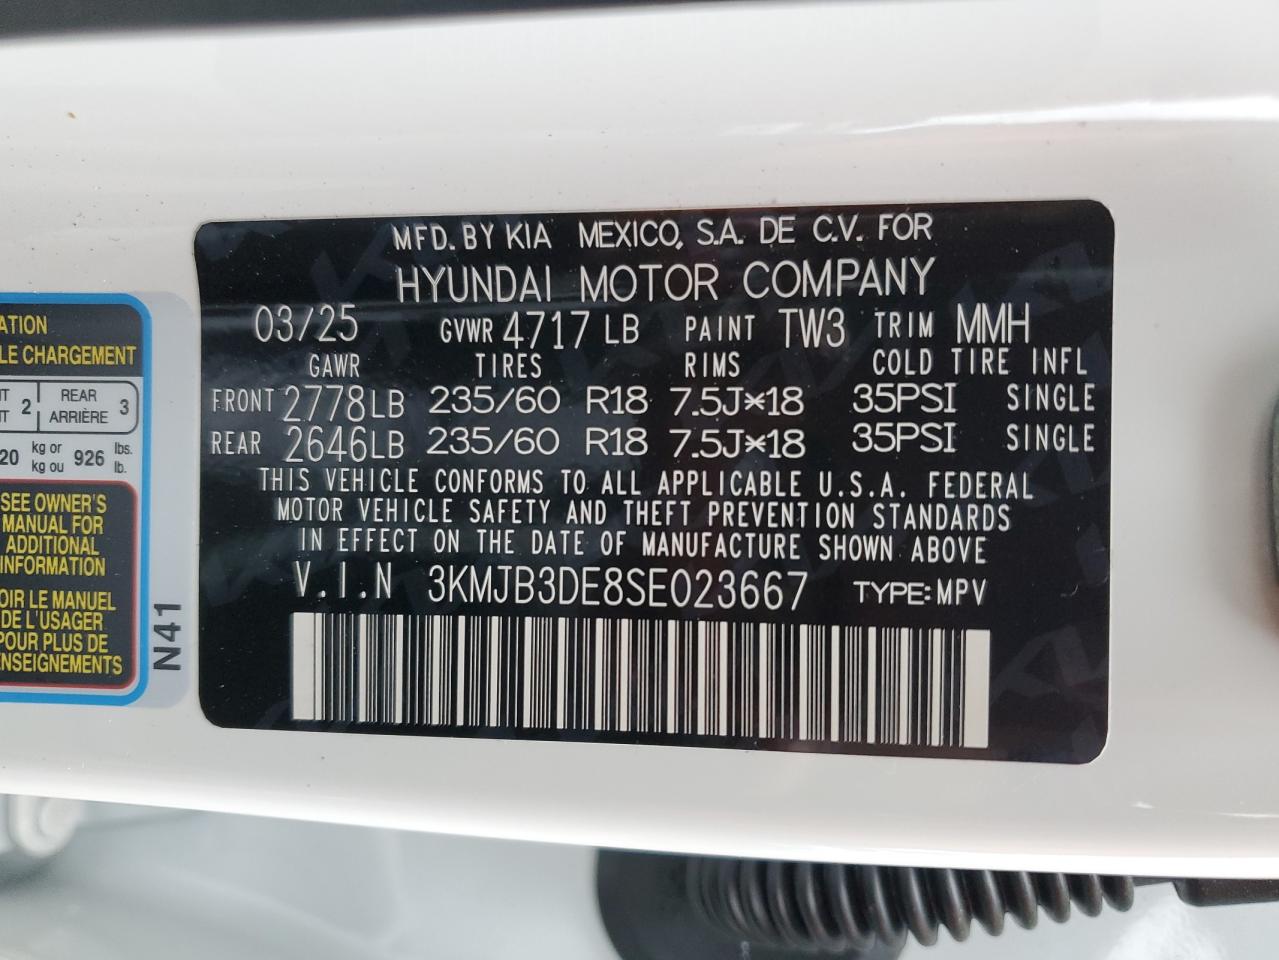 MFD. BY KIA MEXICO, S.A. DE C.V. FOR
HYUNDAI MOTOR COMPANY
03/25 GVWR 4717 LB PAINT TW3 TRIM MMH
GAWR TIRES RIMS COLD TIRE INFL
FRONT 2778LB 235/60 R18 7.5J*18 35PSI SINGLE
REAR 2646LB 235/60 R18 7.5J*18 35PSI SINGLE
THIS VEHICLE CONFORMS TO ALL APPLICABLE U.S.A. FEDERAL
MOTOR VEHICLE SAFETY AND THEFT PREVENTION STANDARDS
IN EFFECT ON THE DATE OF MANUFACTURE SHOWN ABOVE
V.I.N 3KMJB3DE8SE023667 TYPE:MPV
ATION
LE CHARGEMENT
2 REAR
ARRIÈRE 3
20 kg or
kg ou 926 lbs.
lb.
SEE OWNER'S
MANUAL FOR
ADDITIONAL
INFORMATION
OIR LE MANUEL
DE L'USAGER
POUR PLUS DE
ENSEIGNEMENTS
N41